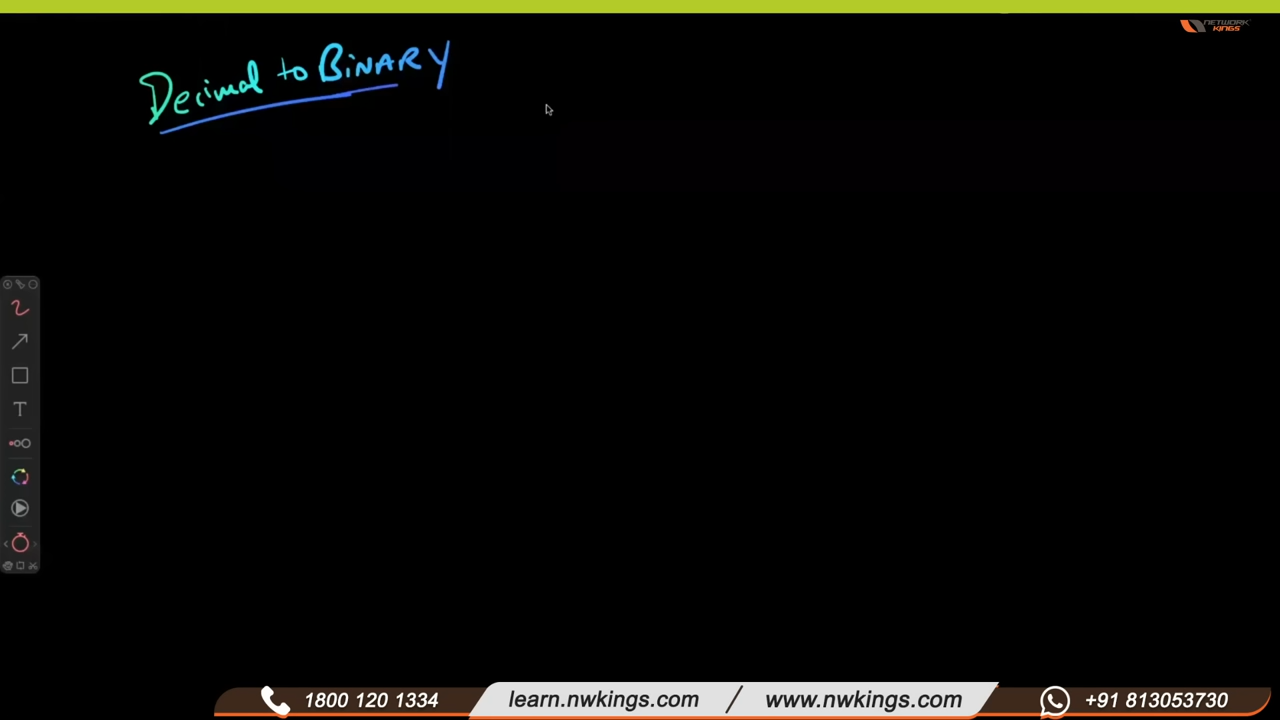 NETWORK
KINGS
Decimal to BiNARY
T
1800 120 1334
learn.nwkings.com / www.nwkings.com
+91 813053730